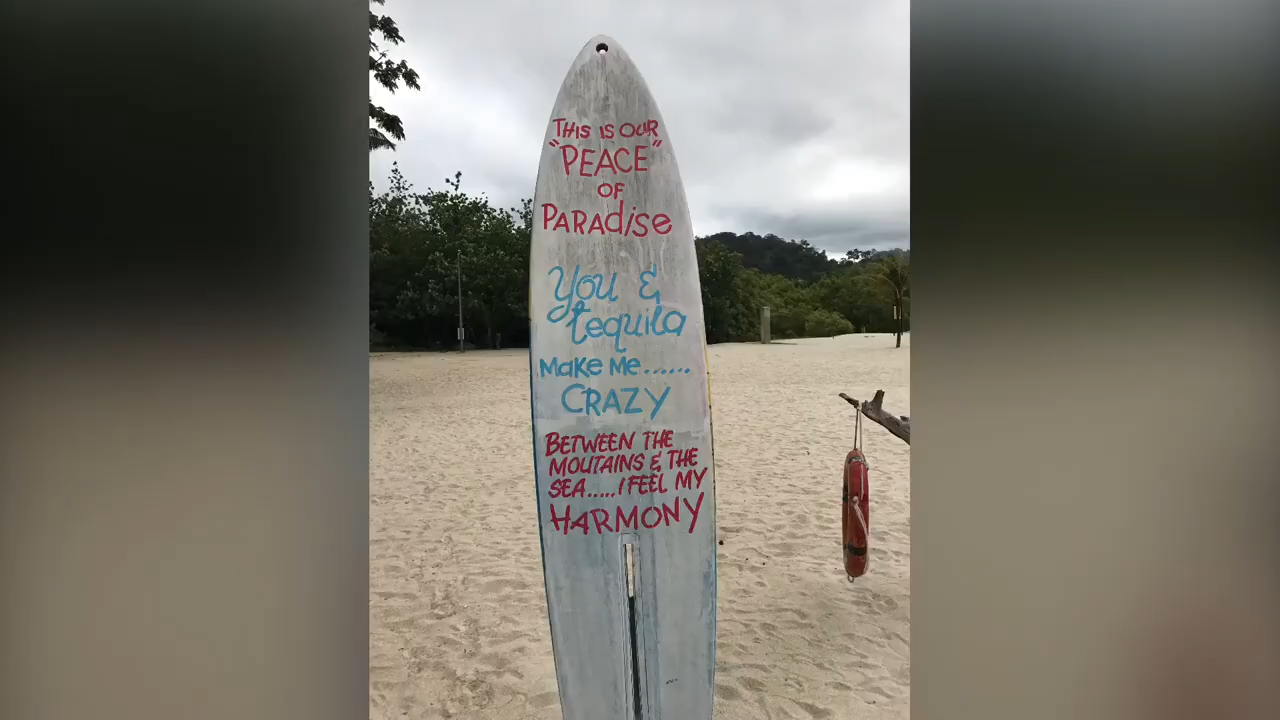 THIS IS OUR
"PEACE"
OF
PARAdise
You &
tequila
MAKe Me......
CRAZY
BETWEEN THE
MOUTAINS & THE
SEA.....I FEEL MY
HARMONY